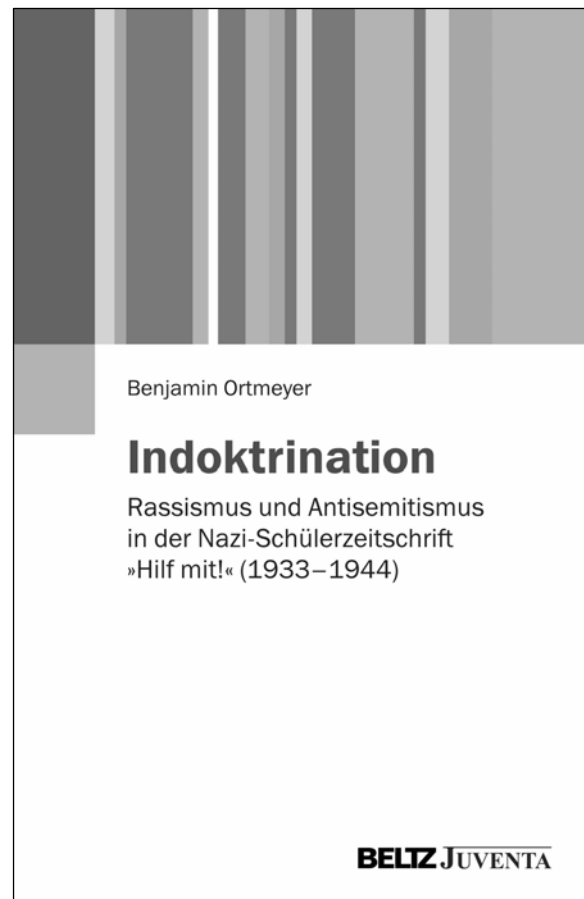 Benjamin Ortmeyer
Indoktrination
Rassismus und Antisemitismus
in der Nazi-Schülerzeitschrift
»Hilf mit!« (1933–1944)
BELTZ JUVENTA